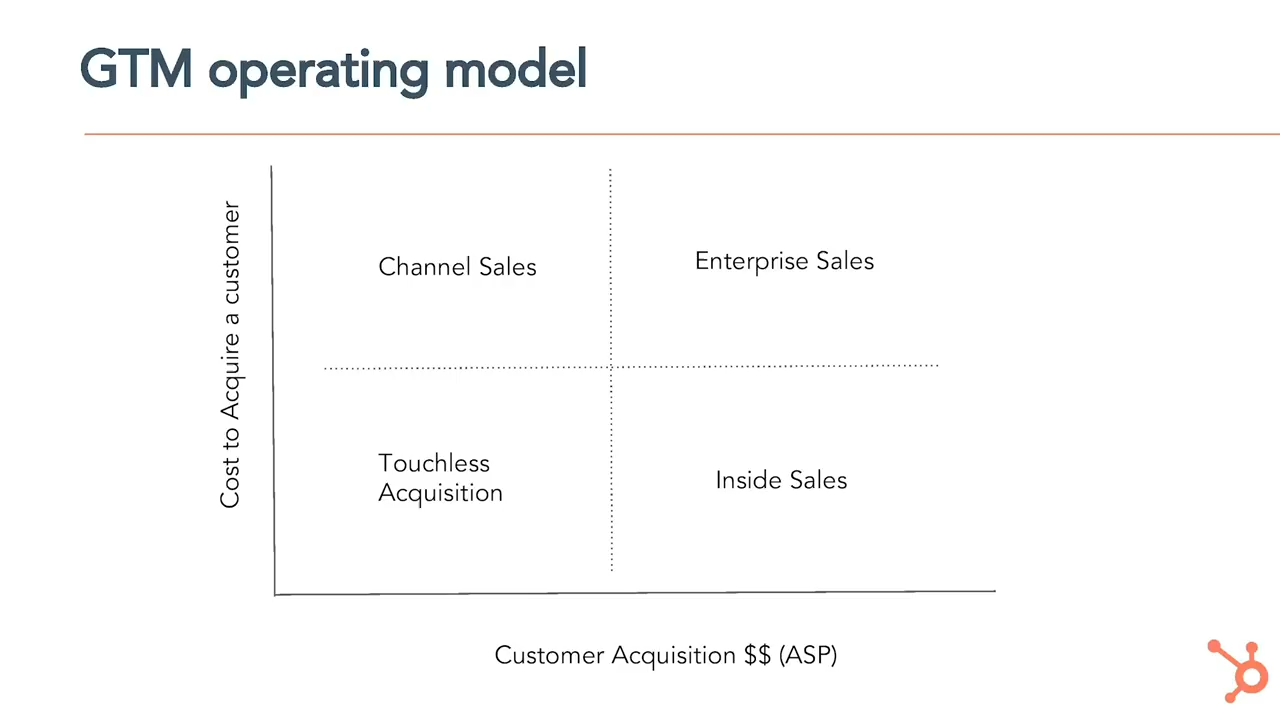 GTM operating model
Cost to Acquire a customer
Channel Sales
Enterprise Sales
Touchless
Acquisition
Inside Sales
Customer Acquisition $$ (ASP)